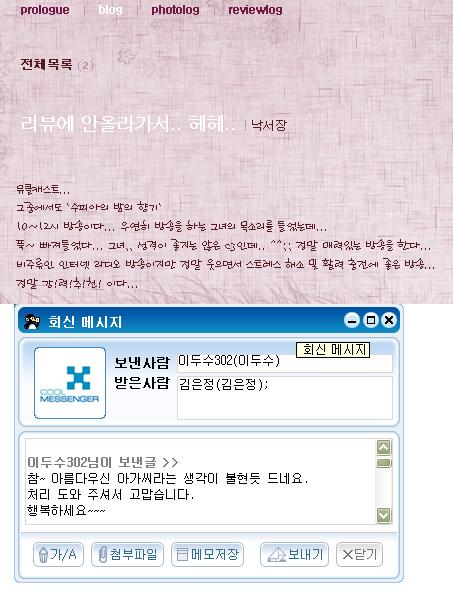 prologue | blog | photolog | reviewlog
전체목록 (2)
리뷰에 안올라가서.. 헤헤.. | 낙서장
뮤클캐스트...
그중에서도 '수피아의 밤의 향기'
10~12시 방송이다... 우연히 방송을 하는 그녀의 목소리를 들었는데...
푹~ 빠져들었다... 그녀.. 성격이 좋지는 않은 이인데.. ^^;; 정말 매력있는 방송을 한다...
비주류인 인터넷 라디오 방송이지만 정말 웃으면서 스트레스 해소 및 활력 충전에 좋은 방송...
정말 강!력!추!천! 이다...
회신 메시지
보낸사람 이두수302(이두수)
회신 메시지
받은사람 김은정(김은정);
COOL MESSENGER
이두수302님이 보낸글 >>
참~ 아름다우신 아가씨라는 생각이 불현듯 드네요.
처리 도와 주셔서 고맙습니다.
행복하세요~~~
가/A 첨부파일 메모저장 보내기 닫기